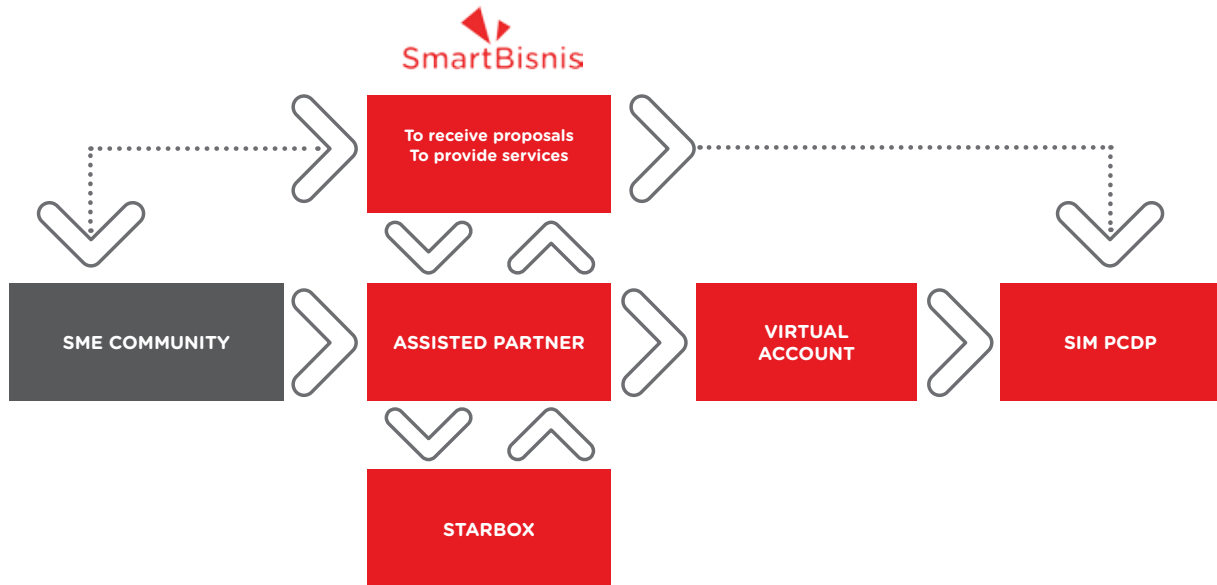 SmartBisnis
To receive proposals
To provide services
SME COMMUNITY
ASSISTED PARTNER
VIRTUAL
ACCOUNT
SIM PCDP
STARBOX